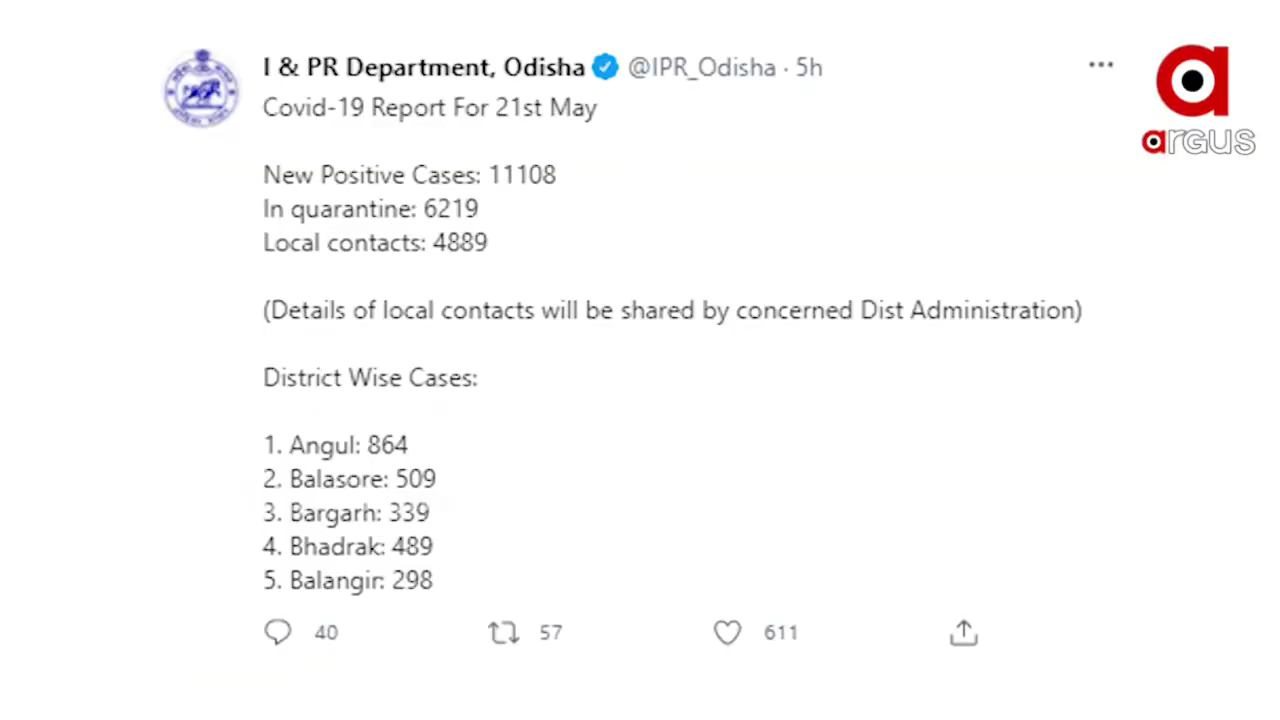 I & PR Department, Odisha @IPR_Odisha · 5h
Covid-19 Report For 21st May
New Positive Cases: 11108
In quarantine: 6219
Local contacts: 4889
(Details of local contacts will be shared by concerned Dist Administration)
District Wise Cases:
1. Angul: 864
2. Balasore: 509
3. Bargarh: 339
4. Bhadrak: 489
5. Balangir: 298
40 57 611
argus